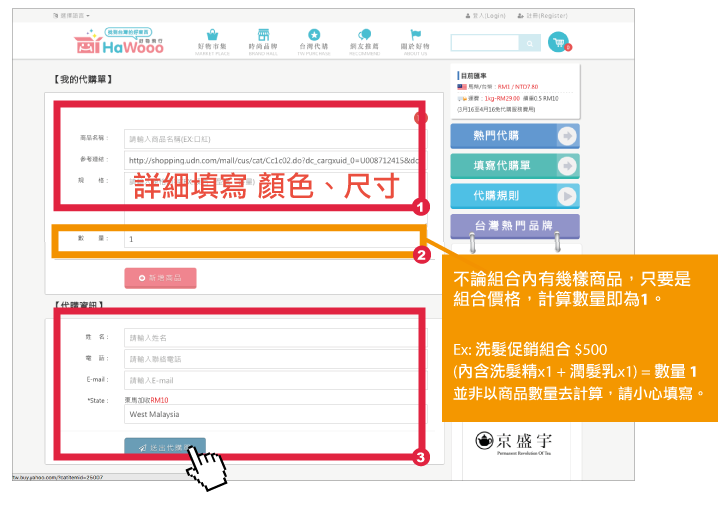 選擇語言
登入(Login)
註冊(Register)
給您台灣的好東西
HaWooo
好物飛行
好物市集
MARKET PLACE
時尚品牌
BRAND HALL
台灣代購
TW PURCHASE
網友推薦
RECOMMEND
關於好物
ABOUT US
0
【我的代購單】
商品名稱：
請輸入商品名稱(EX:口紅)
參考連結：
http://shopping.udn.com/mall/cus/cat/Cc1c02.do?dc_cargxuid_0=U008712415&dc
規 格：
詳細填寫 顏色、尺寸
1
數 量：
1
2
新增商品
【代購資訊】
姓 名：
請輸入姓名
電 話：
請輸入聯絡電話
E-mail：
請輸入E-mail
*State：
東馬加收RM10
West Malaysia
送出代購
3
tw.buy.yahoo.com/?catitemid=25007
目前匯率
馬幣/台幣：RM1 / NTD7.80
運費：1kg-RM29.00 續重0.5 RM10
(3月16至4月16免代購服務費用)
熱門代購
填寫代購單
代購規則
台灣熱門品牌
不論組合內有幾樣商品，只要是
組合價格，計算數量即為1。
Ex: 洗髮促銷組合 $500
(內含洗髮精x1 + 潤髮乳x1) = 數量 1
並非以商品數量去計算，請小心填寫。
京盛宇
Permanent Revolution Of Tea